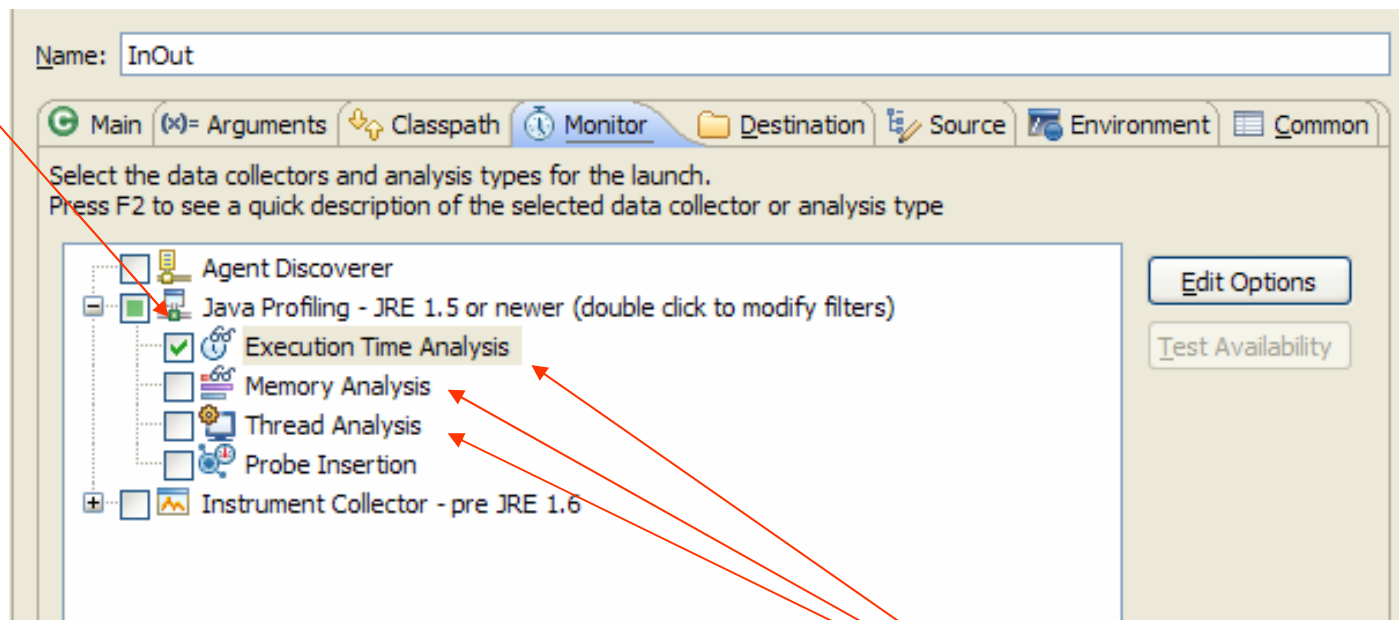 Name: InOut
Main (x)= Arguments Classpath Monitor Destination Source Environment Common
Select the data collectors and analysis types for the launch.
Press F2 to see a quick description of the selected data collector or analysis type
Agent Discoverer
Edit Options
Java Profiling - JRE 1.5 or newer (double click to modify filters)
Execution Time Analysis
Test Availability
Memory Analysis
Thread Analysis
Probe Insertion
Instrument Collector - pre JRE 1.6